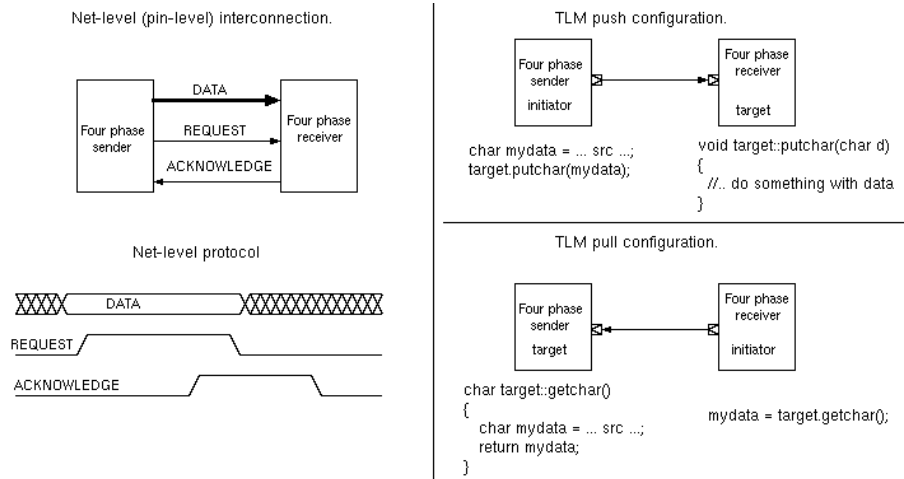 Net-level (pin-level) interconnection.
Four phase
sender
DATA
REQUEST
ACKNOWLEDGE
Four phase
receiver
Net-level protocol
DATA
REQUEST
ACKNOWLEDGE
TLM push configuration.
Four phase
sender
initiator
Four phase
receiver
target
char mydata = ... src ...;
target.putchar(mydata);
void target::putchar(char d)
{
//.. do something with data
}
TLM pull configuration.
Four phase
sender
target
Four phase
receiver
initiator
char target::getchar()
{
char mydata = ... src ...;
return mydata;
}
mydata = target.getchar();